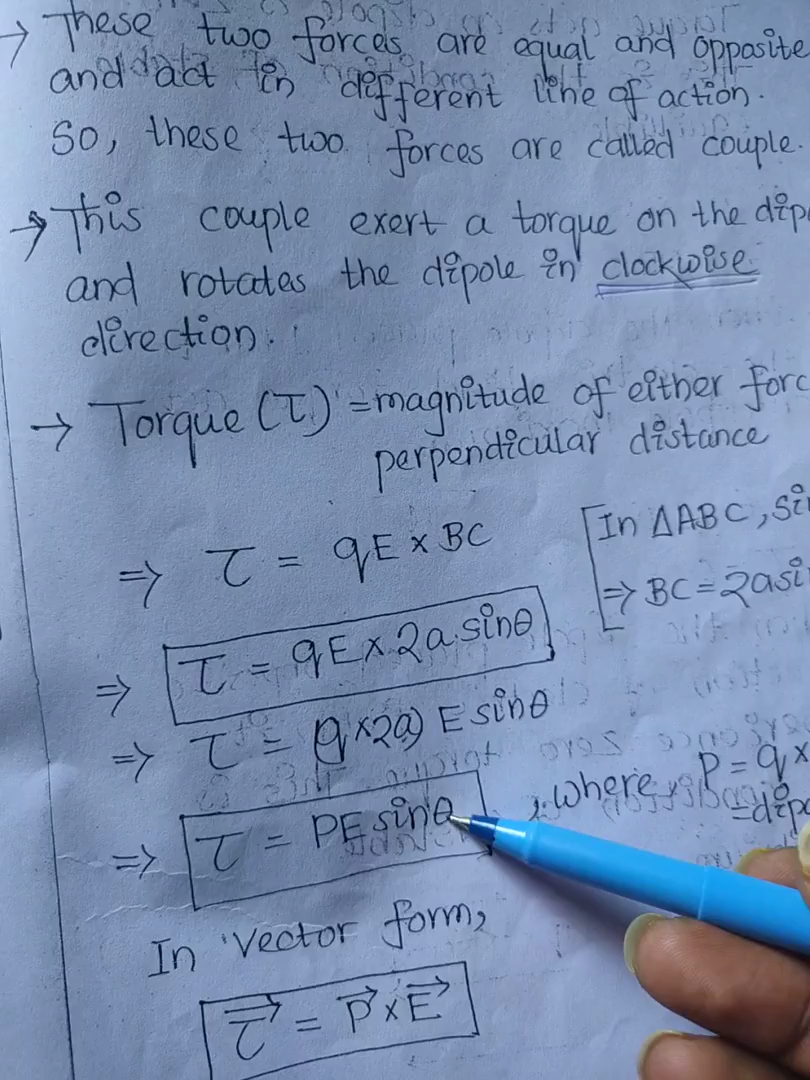 → These two forces are equal and opposite
and act in different line of action.
So, these two forces are called couple.
→ This couple exert a torque on the dip
and rotates the dipole in clockwise
direction.
→ Torque (τ) = magnitude of either forc
perpendicular distance
⇒ τ = qE × BC
[In ΔABC, si
⇒ BC = 2a si
⇒ τ = qE × 2a sinθ
⇒ τ = (q × 2a) E sinθ
⇒ τ = PE sinθ , where, P = q ×
= dip
In vector form,
τ⃗ = P⃗ × E⃗